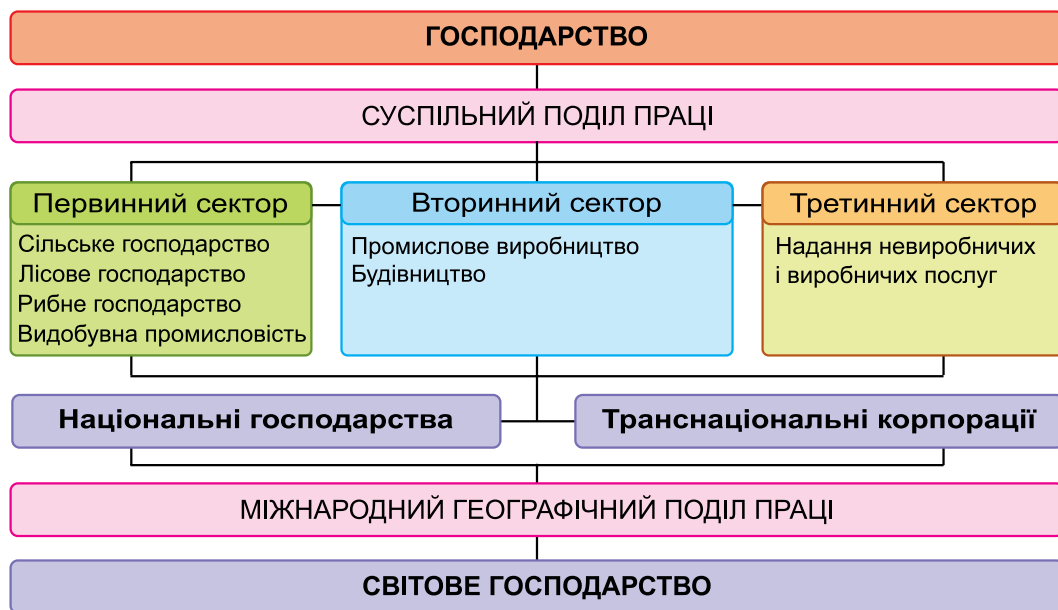 ГОСПОДАРСТВО
СУСПІЛЬНИЙ ПОДІЛ ПРАЦІ
Первинний сектор
Сільське господарство
Лісове господарство
Рибне господарство
Видобувна промисловість
Вторинний сектор
Промислове виробництво
Будівництво
Третинний сектор
Надання невиробничих
і виробничих послуг
Національні господарства
Транснаціональні корпорації
МІЖНАРОДНИЙ ГЕОГРАФІЧНИЙ ПОДІЛ ПРАЦІ
СВІТОВЕ ГОСПОДАРСТВО